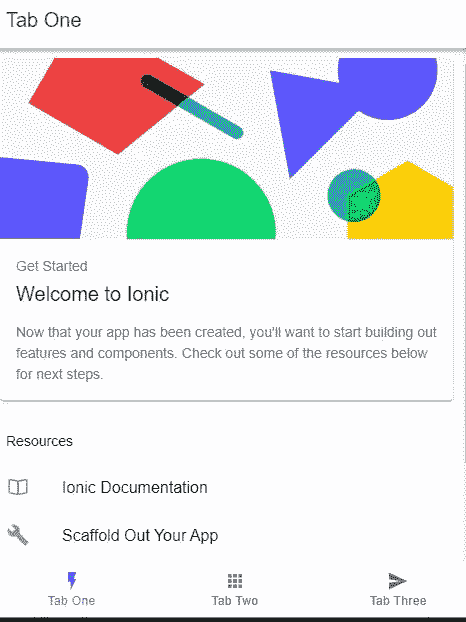 Tab One
Get Started
Welcome to Ionic
Now that your app has been created, you'll want to start building out
features and components. Check out some of the resources below
for next steps.
Resources
Ionic Documentation
Scaffold Out Your App
Tab One
Tab Two
Tab Three